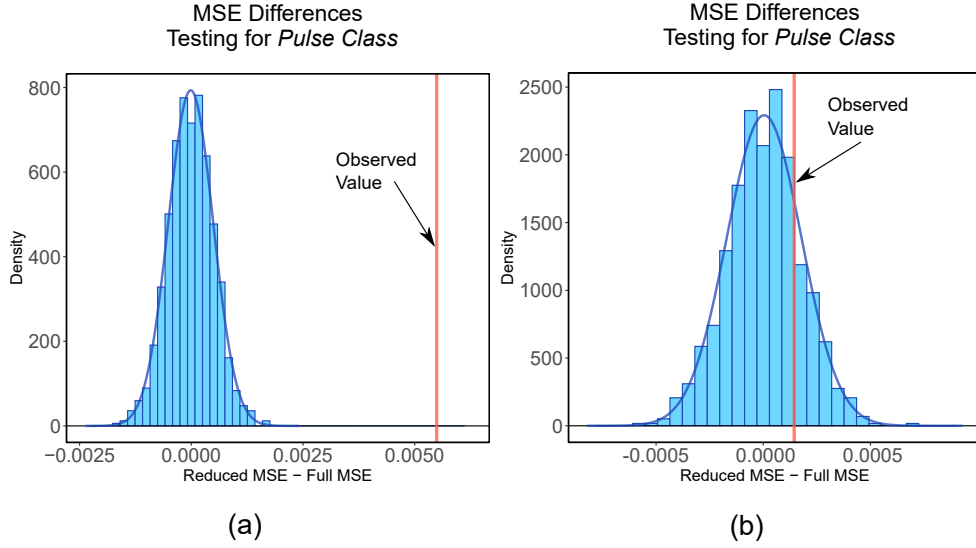 MSE Differences
Testing for Pulse Class
800
600
400
200
0
Density
Observed
Value
−0.0025
0.0000
0.0025
0.0050
Reduced MSE − Full MSE
(a)
MSE Differences
Testing for Pulse Class
2500
2000
1500
1000
500
0
Density
Observed
Value
-0.0005
0.0000
0.0005
Reduced MSE − Full MSE
(b)